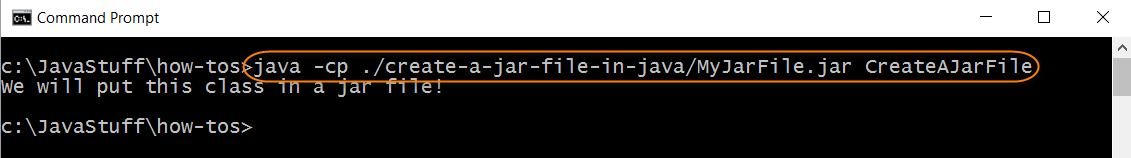 Command Prompt
c:\JavaStuff\how-tos>java -cp ./create-a-jar-file-in-java/MyJarFile.jar CreateAJarFile
We will put this class in a jar file!
c:\JavaStuff\how-tos>